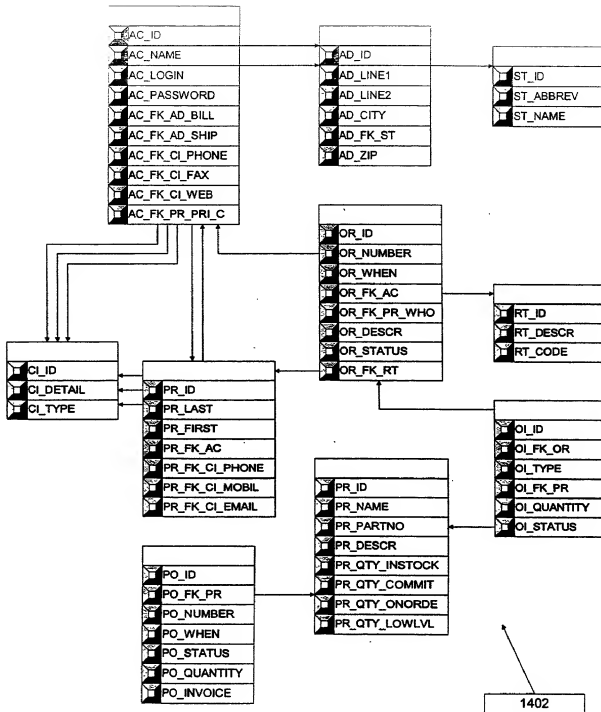 AC_ID
AC_NAME
AC_LOGIN
AC_PASSWORD
AC_FK_AD_BILL
AC_FK_AD_SHIP
AC_FK_CI_PHONE
AC_FK_CI_FAX
AC_FK_CI_WEB
AC_FK_PR_PRI_C
AD_ID
AD_LINE1
AD_LINE2
AD_CITY
AD_FK_ST
AD_ZIP
ST_ID
ST_ABBREV
ST_NAME
OR_ID
OR_NUMBER
OR_WHEN
OR_FK_AC
OR_FK_PR_WHO
OR_DESCR
OR_STATUS
OR_FK_RT
RT_ID
RT_DESCR
RT_CODE
CI_ID
CI_DETAIL
CI_TYPE
PR_ID
PR_LAST
PR_FIRST
PR_FK_AC
PR_FK_CI_PHONE
PR_FK_CI_MOBIL
PR_FK_CI_EMAIL
OI_ID
OI_FK_OR
OI_TYPE
OI_FK_PR
OI_QUANTITY
OI_STATUS
PR_ID
PR_NAME
PR_PARTNO
PR_DESCR
PR_QTY_INSTOCK
PR_QTY_COMMIT
PR_QTY_ONORDE
PR_QTY_LOWLVL
PO_ID
PO_FK_PR
PO_NUMBER
PO_WHEN
PO_STATUS
PO_QUANTITY
PO_INVOICE
1402